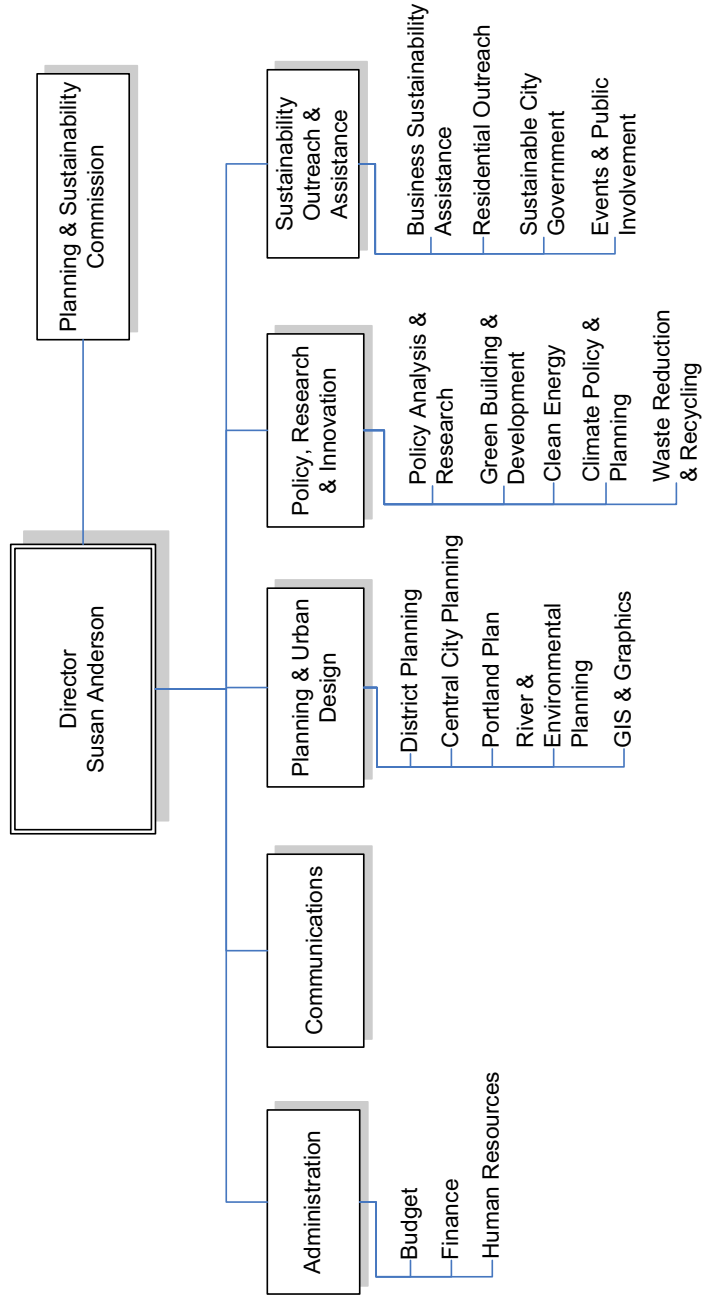 Director
Susan Anderson
Planning & Sustainability
Commission
Administration
Budget
Finance
Human Resources
Communications
Planning & Urban
Design
District Planning
Central City Planning
Portland Plan
River &
Environmental
Planning
GIS & Graphics
Policy, Research
& Innovation
Policy Analysis &
Research
Green Building &
Development
Clean Energy
Climate Policy &
Planning
Waste Reduction
& Recycling
Sustainability
Outreach &
Assistance
Business Sustainability
Assistance
Residential Outreach
Sustainable City
Government
Events & Public
Involvement